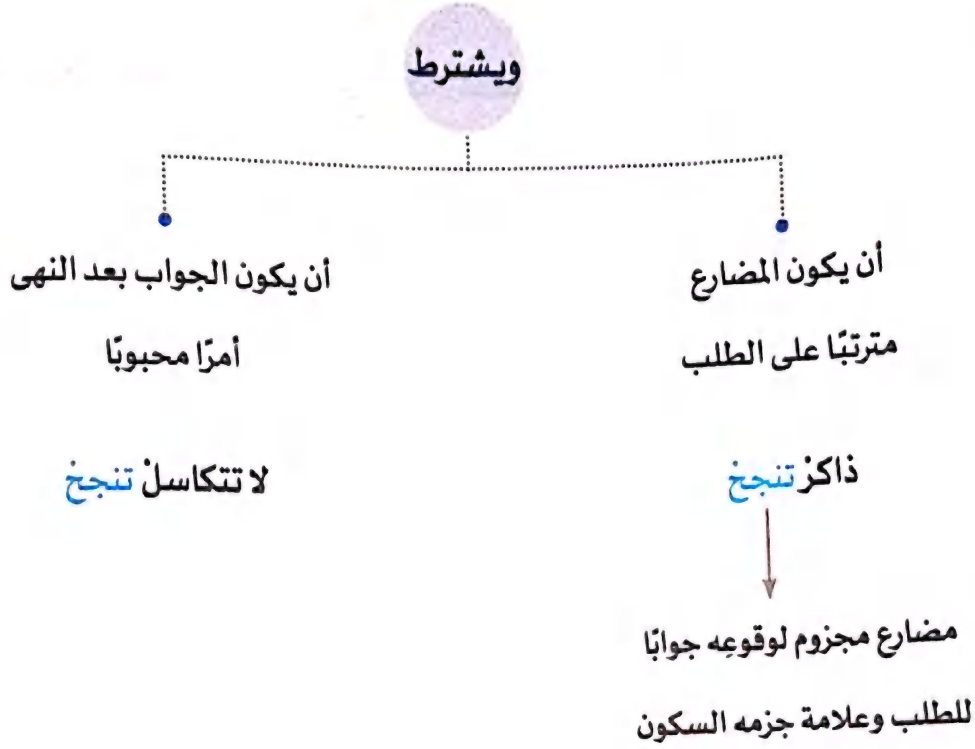 ويشترط
أن يكون المضارع
مترتبًا على الطلب
ذاكرْ تنجحْ
مضارع مجزوم لوقوعِه جوابًا
للطلب وعلامة جزمه السكون
أن يكون الجواب بعد النهى
أمرًا محبوبًا
لا تتكاسلْ تنجحْ